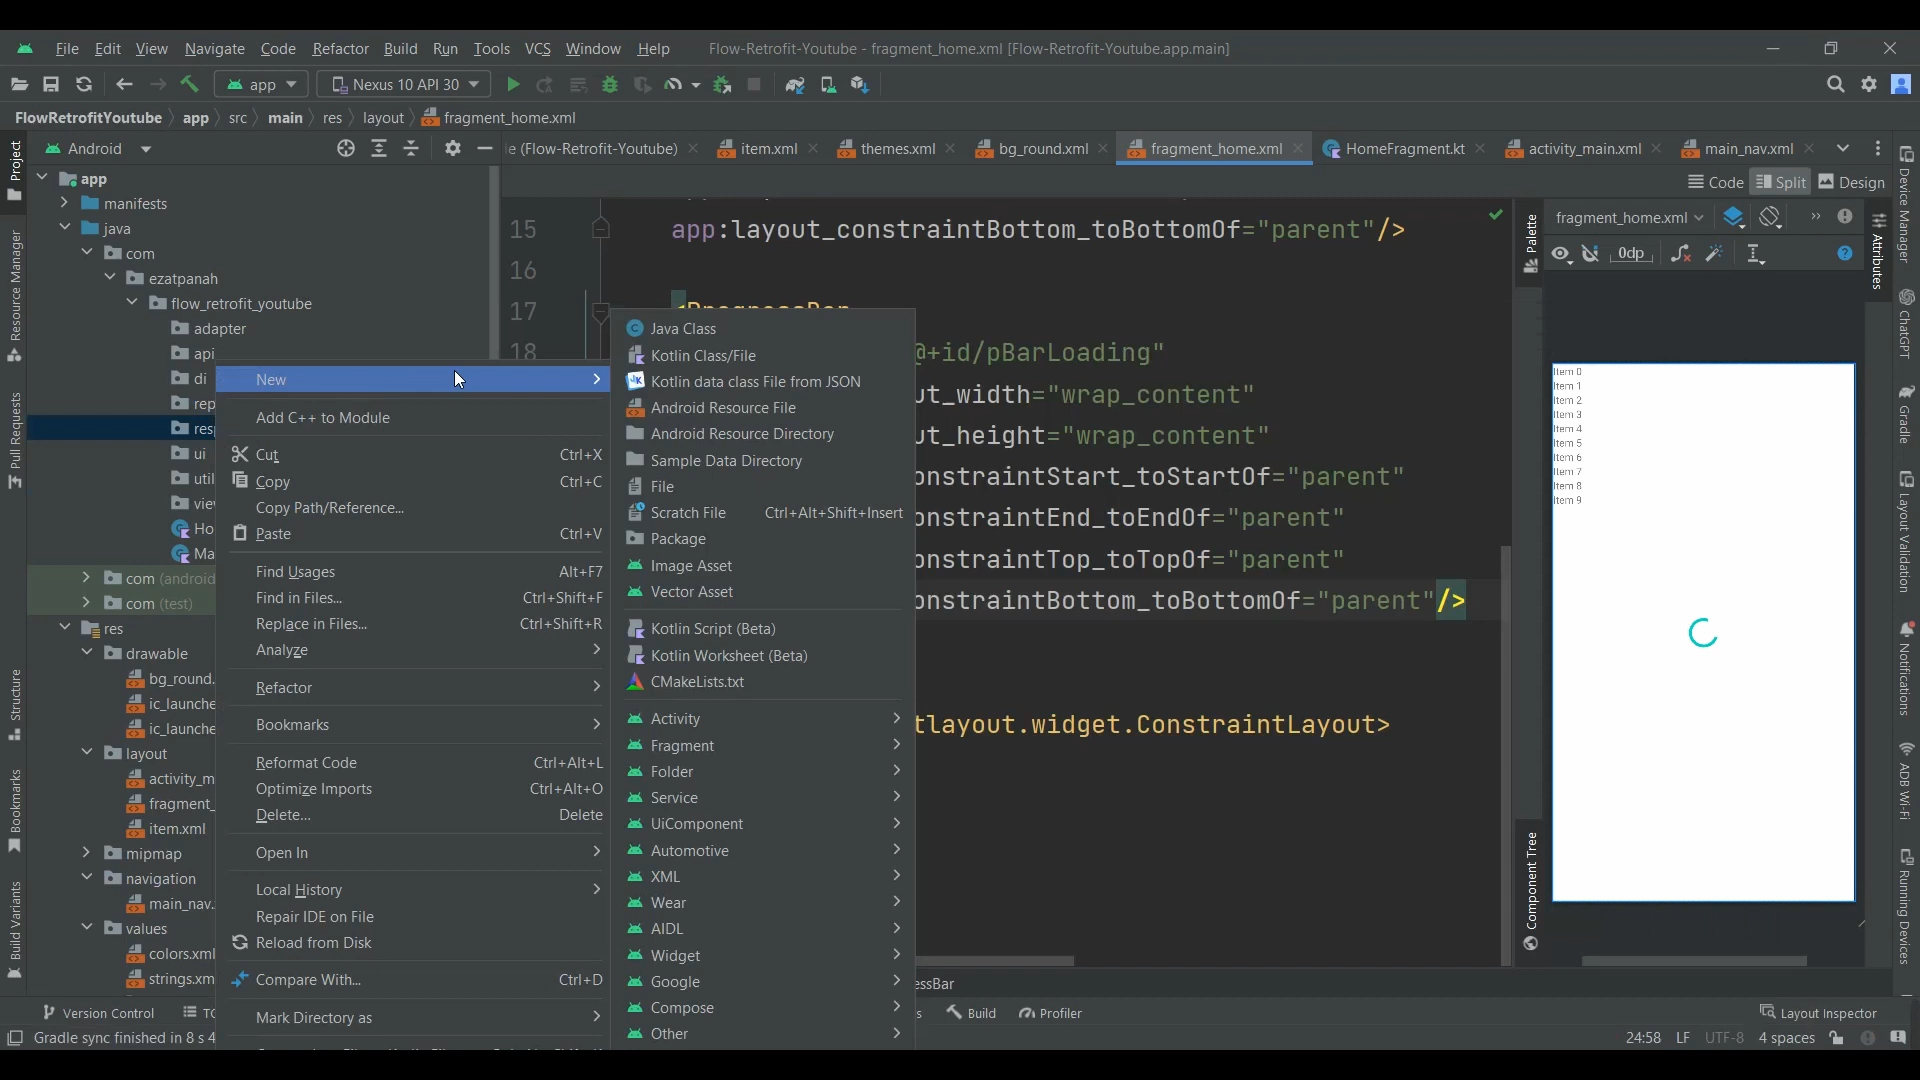 File Edit View Navigate Code Refactor Build Run Tools VCS Window Help Flow-Retrofit-Youtube - fragment_home.xml [Flow-Retrofit-Youtube.app.main]
app Nexus 10 API 30
FlowRetrofitYoutube app src main res layout fragment_home.xml
Android
e (Flow-Retrofit-Youtube) item.xml themes.xml bg_round.xml fragment_home.xml HomeFragment.kt activity_main.xml main_nav.xml
Code Split Design
Project
Resource Manager
Pull Requests
Structure
Bookmarks
Build Variants
app
manifests
java
com
ezatpanah
flow_retrofit_youtube
adapter
api
di
rep
res
ui
util
vie
Ho
Ma
com (android
com (test)
res
drawable
bg_round.
ic_launche
ic_launche
layout
activity_m
fragment_
item.xml
mipmap
navigation
main_nav.
values
colors.xml
strings.xm
New
Add C++ to Module
Cut Ctrl+X
Copy Ctrl+C
Copy Path/Reference...
Paste Ctrl+V
Find Usages Alt+F7
Find in Files... Ctrl+Shift+F
Replace in Files... Ctrl+Shift+R
Analyze
Refactor
Bookmarks
Reformat Code Ctrl+Alt+L
Optimize Imports Ctrl+Alt+O
Delete... Delete
Open In
Local History
Repair IDE on File
Reload from Disk
Compare With... Ctrl+D
Mark Directory as
Java Class
Kotlin Class/File
Kotlin data class File from JSON
Android Resource File
Android Resource Directory
Sample Data Directory
File
Scratch File Ctrl+Alt+Shift+Insert
Package
Image Asset
Vector Asset
Kotlin Script (Beta)
Kotlin Worksheet (Beta)
CMakeLists.txt
Activity
Fragment
Folder
Service
UiComponent
Automotive
XML
Wear
AIDL
Widget
Google
Compose
Other
15 app:layout_constraintBottom_toBottomOf="parent"/>
16
17
18 @+id/pBarLoading"
ut_width="wrap_content"
ut_height="wrap_content"
onstraintStart_toStartOf="parent"
onstraintEnd_toEndOf="parent"
onstraintTop_toTopOf="parent"
onstraintBottom_toBottomOf="parent"/>
tlayout.widget.ConstraintLayout>
essBar
Palette
Component Tree
fragment_home.xml
0dp
Item 0
Item 1
Item 2
Item 3
Item 4
Item 5
Item 6
Item 7
Item 8
Item 9
Attributes
Device Manager
ChatGPT
Gradle
Layout Validation
Notifications
ADB Wi-Fi
Running Devices
Version Control TO s Build Profiler Layout Inspector
Gradle sync finished in 8 s 4 24:58 LF UTF-8 4 spaces